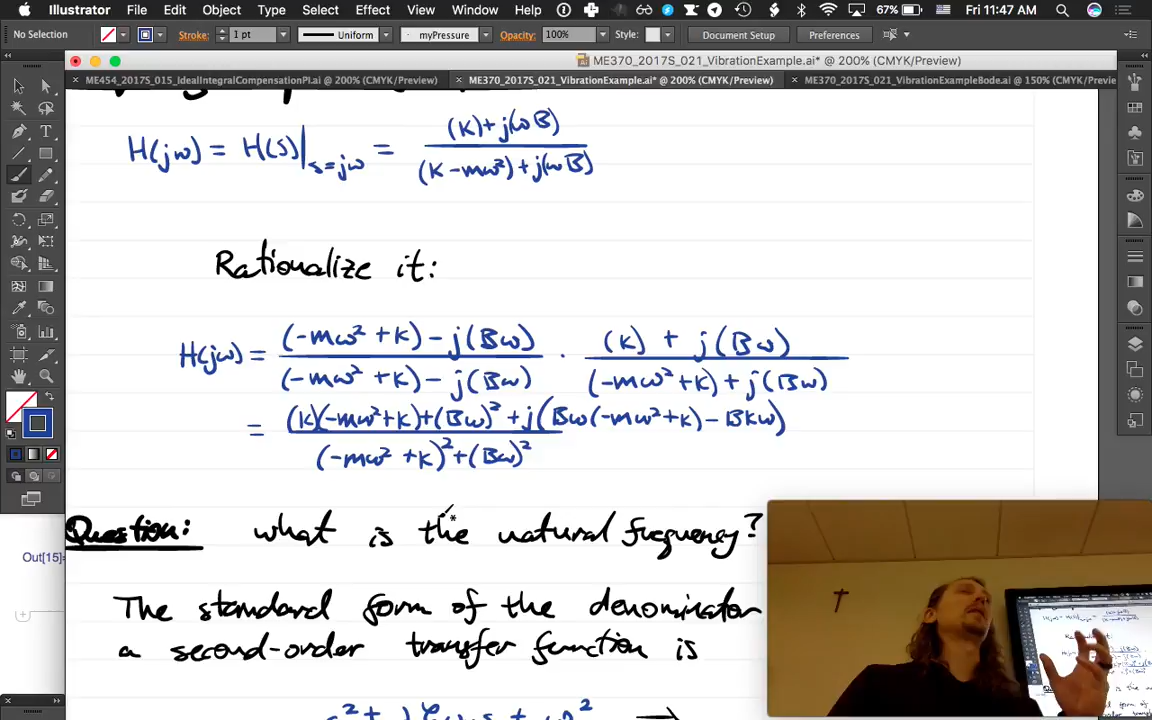 Illustrator File Edit Object Type Select Effect View Window Help 67% Fri 11:47 AM
No Selection Stroke: 1 pt Uniform myPressure Opacity: 100% Style: Document Setup Preferences
ME370_2017S_021_VibrationExample.ai* @ 200% (CMYK/Preview)
ME454_2017S_015_IdealIntegralCompensationPI.ai @ 200% (CMYK/Preview) ME370_2017S_021_VibrationExample.ai* @ 200% (CMYK/Preview) ME370_2017S_021_VibrationExampleBode.ai @ 150% (CMYK/Preview)
H(jω) = H(s)|s=jω = (K)+j(ωB) / (K-mω²)+j(ωB)
Rationalize it:
H(jω) = (-mω²+K)-j(Bω) / (-mω²+K)-j(Bω) · (K)+j(Bω) / (-mω²+K)+j(Bω)
= (K)(-mω²+K)+(Bω)²+j(Bω(-mω²+K)-BKω) / (-mω²+K)²+(Bω)²
Question: what is the natural frequency?
Out[15]=
The standard form of the denominator
a second-order transfer function is